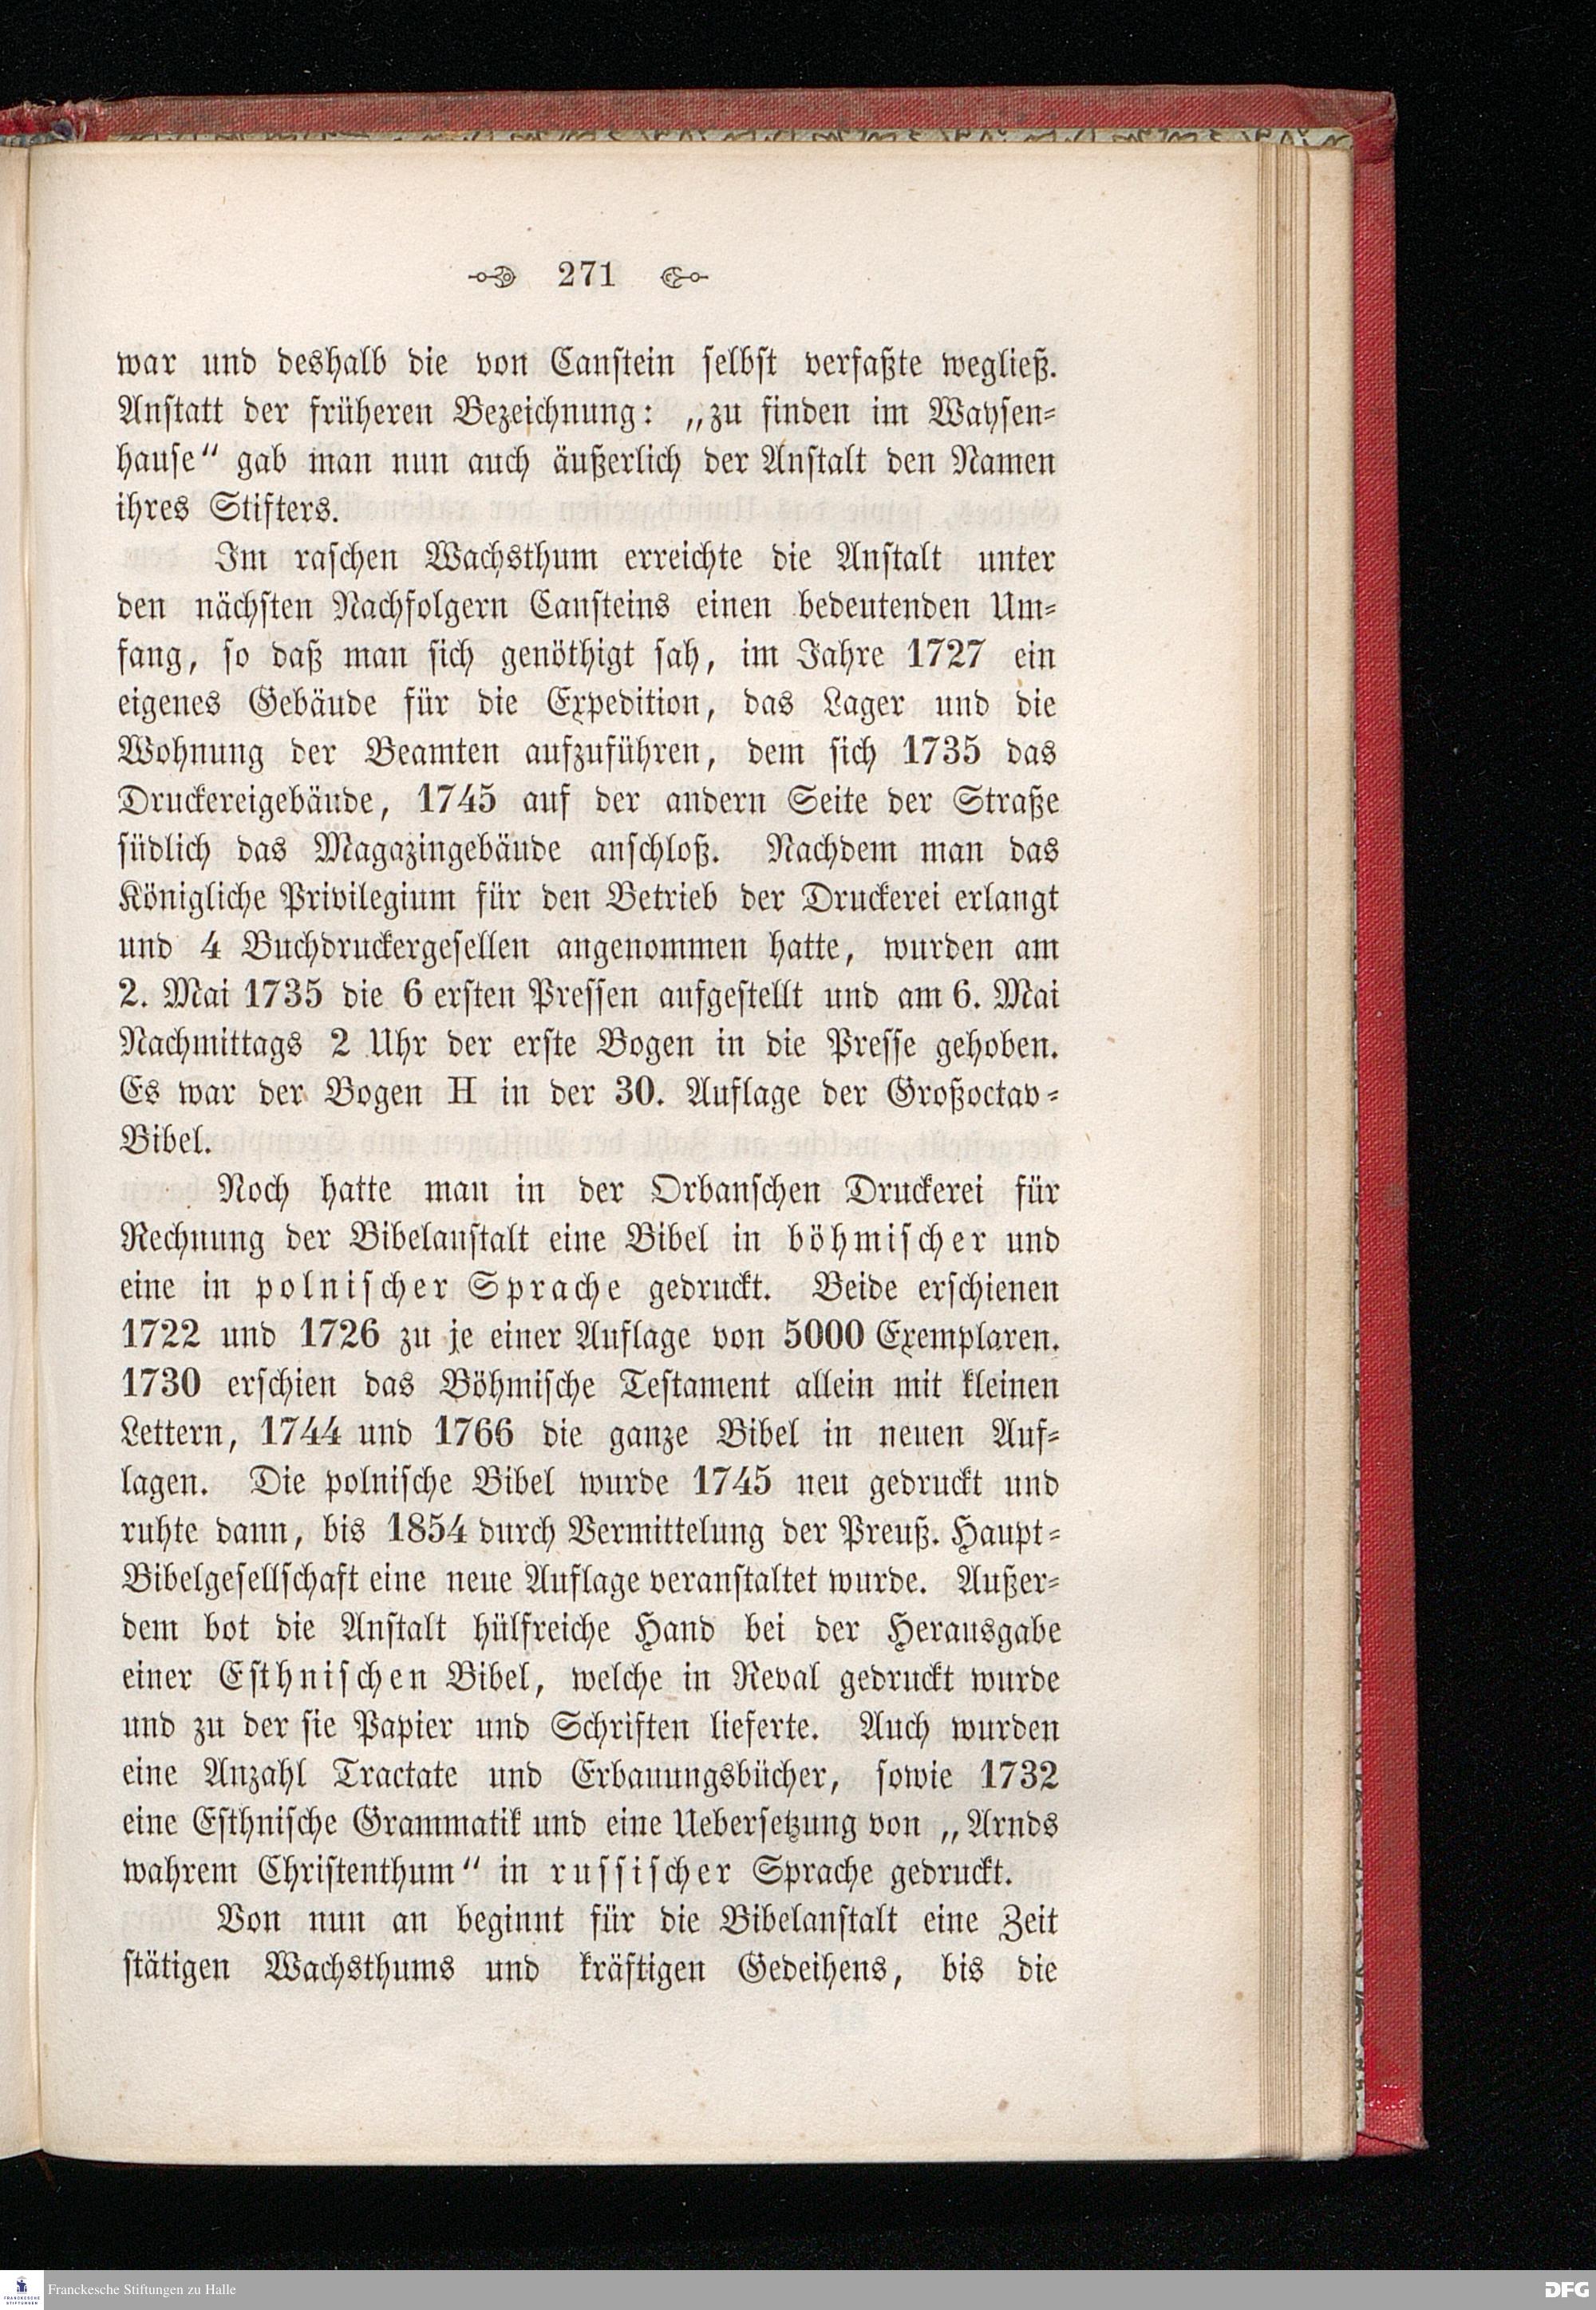 271
war und deshalb die von Canstein selbst verfaßte wegließ.
Anstatt der früheren Bezeichnung: „zu finden im Waysen-
hause“ gab man nun auch äußerlich der Anstalt den Namen
ihres Stifters.
Im raschen Wachsthum erreichte die Anstalt unter
den nächsten Nachfolgern Cansteins einen bedeutenden Um-
fang, so daß man sich genöthigt sah, im Jahre 1727 ein
eigenes Gebäude für die Expedition, das Lager und die
Wohnung der Beamten aufzuführen, dem sich 1735 das
Druckereigebäude, 1745 auf der andern Seite der Straße
südlich das Magazingebäude anschloß. Nachdem man das
Königliche Privilegium für den Betrieb der Druckerei erlangt
und 4 Buchdruckergesellen angenommen hatte, wurden am
2. Mai 1735 die 6 ersten Pressen aufgestellt und am 6. Mai
Nachmittags 2 Uhr der erste Bogen in die Presse gehoben.
Es war der Bogen H in der 30. Auflage der Großoctav-
Bibel.
Noch hatte man in der Orbanschen Druckerei für
Rechnung der Bibelanstalt eine Bibel in böhmischer und
eine in polnischer Sprache gedruckt. Beide erschienen
1722 und 1726 zu je einer Auflage von 5000 Exemplaren.
1730 erschien das Böhmische Testament allein mit kleinen
Lettern, 1744 und 1766 die ganze Bibel in neuen Auf-
lagen. Die polnische Bibel wurde 1745 neu gedruckt und
ruhte dann, bis 1854 durch Vermittelung der Preuß. Haupt-
Bibelgesellschaft eine neue Auflage veranstaltet wurde. Außer-
dem bot die Anstalt hülfreiche Hand bei der Herausgabe
einer Esthnischen Bibel, welche in Reval gedruckt wurde
und zu der sie Papier und Schriften lieferte. Auch wurden
eine Anzahl Tractate und Erbauungsbücher, sowie 1732
eine Esthnische Grammatik und eine Uebersetzung von „Arnds
wahrem Christenthum“ in russischer Sprache gedruckt.
Von nun an beginnt für die Bibelanstalt eine Zeit
stätigen Wachsthums und kräftigen Gedeihens, bis die
FRANCKESCHE
STIFTUNGEN
Franckesche Stiftungen zu Halle
DFG